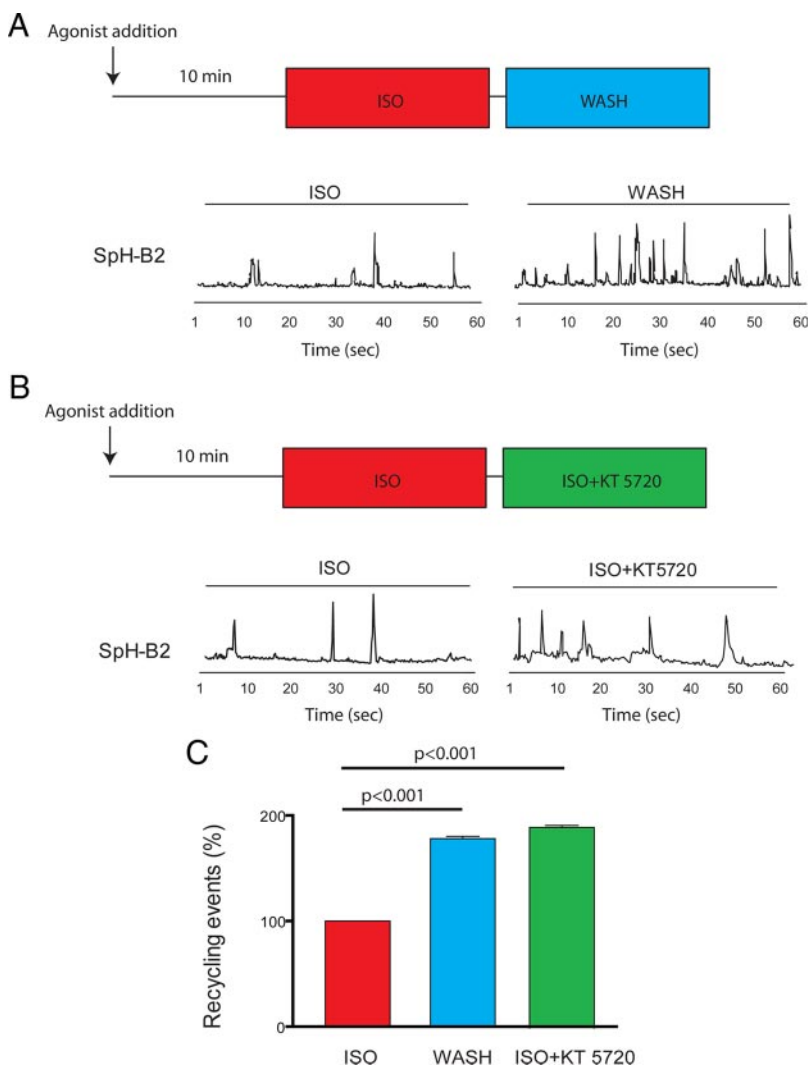 A
Agonist addition
10 min
ISO
WASH
ISO
WASH
SpH-B2
1 10 20 30 40 50 60
1 10 20 30 40 50 60
Time (sec)
Time (sec)
B
Agonist addition
10 min
ISO
ISO+KT 5720
ISO
ISO+KT5720
SpH-B2
1 10 20 30 40 50 60
1 10 20 30 40 50 60
Time (sec)
Time (sec)
C
p<0.001
p<0.001
Recycling events (%)
200
100
0
ISO WASH ISO+KT 5720